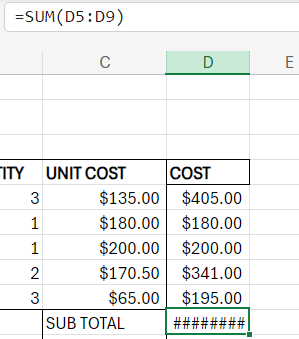 =SUM(D5:D9)
C D E
ITY UNIT COST COST
3 $135.00 $405.00
1 $180.00 $180.00
1 $200.00 $200.00
2 $170.50 $341.00
3 $65.00 $195.00
SUB TOTAL ########